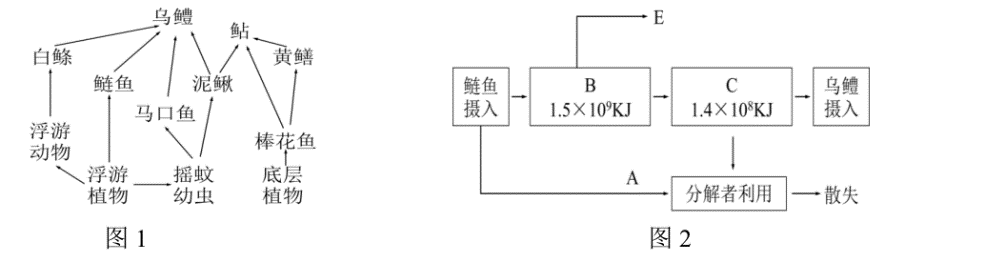 乌鳢
鲇
白鲦
鲢鱼
泥鳅
黄鳝
马口鱼
浮游
动物
棒花鱼
浮游
植物
摇蚊
幼虫
底层
植物
图1
E
鲢鱼
摄入
B
1.5×10⁹KJ
C
1.4×10⁸KJ
乌鳢
摄入
A
分解者利用
散失
图2